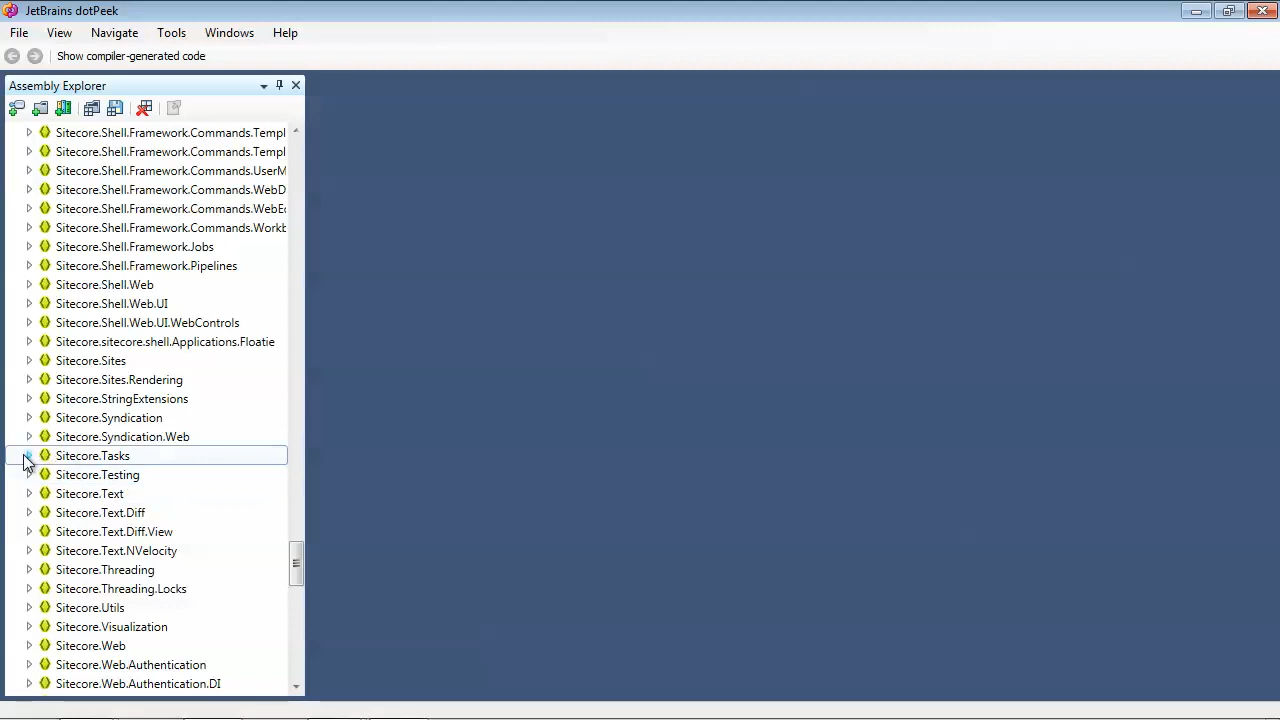 JetBrains dotPeek
File View Navigate Tools Windows Help
Show compiler-generated code
Assembly Explorer
Sitecore.Shell.Framework.Commands.Templ
Sitecore.Shell.Framework.Commands.Templ
Sitecore.Shell.Framework.Commands.UserM
Sitecore.Shell.Framework.Commands.WebD
Sitecore.Shell.Framework.Commands.WebE
Sitecore.Shell.Framework.Commands.Workb
Sitecore.Shell.Framework.Jobs
Sitecore.Shell.Framework.Pipelines
Sitecore.Shell.Web
Sitecore.Shell.Web.UI
Sitecore.Shell.Web.UI.WebControls
Sitecore.sitecore.shell.Applications.Floatie
Sitecore.Sites
Sitecore.Sites.Rendering
Sitecore.StringExtensions
Sitecore.Syndication
Sitecore.Syndication.Web
Sitecore.Tasks
Sitecore.Testing
Sitecore.Text
Sitecore.Text.Diff
Sitecore.Text.Diff.View
Sitecore.Text.NVelocity
Sitecore.Threading
Sitecore.Threading.Locks
Sitecore.Utils
Sitecore.Visualization
Sitecore.Web
Sitecore.Web.Authentication
Sitecore.Web.Authentication.DI